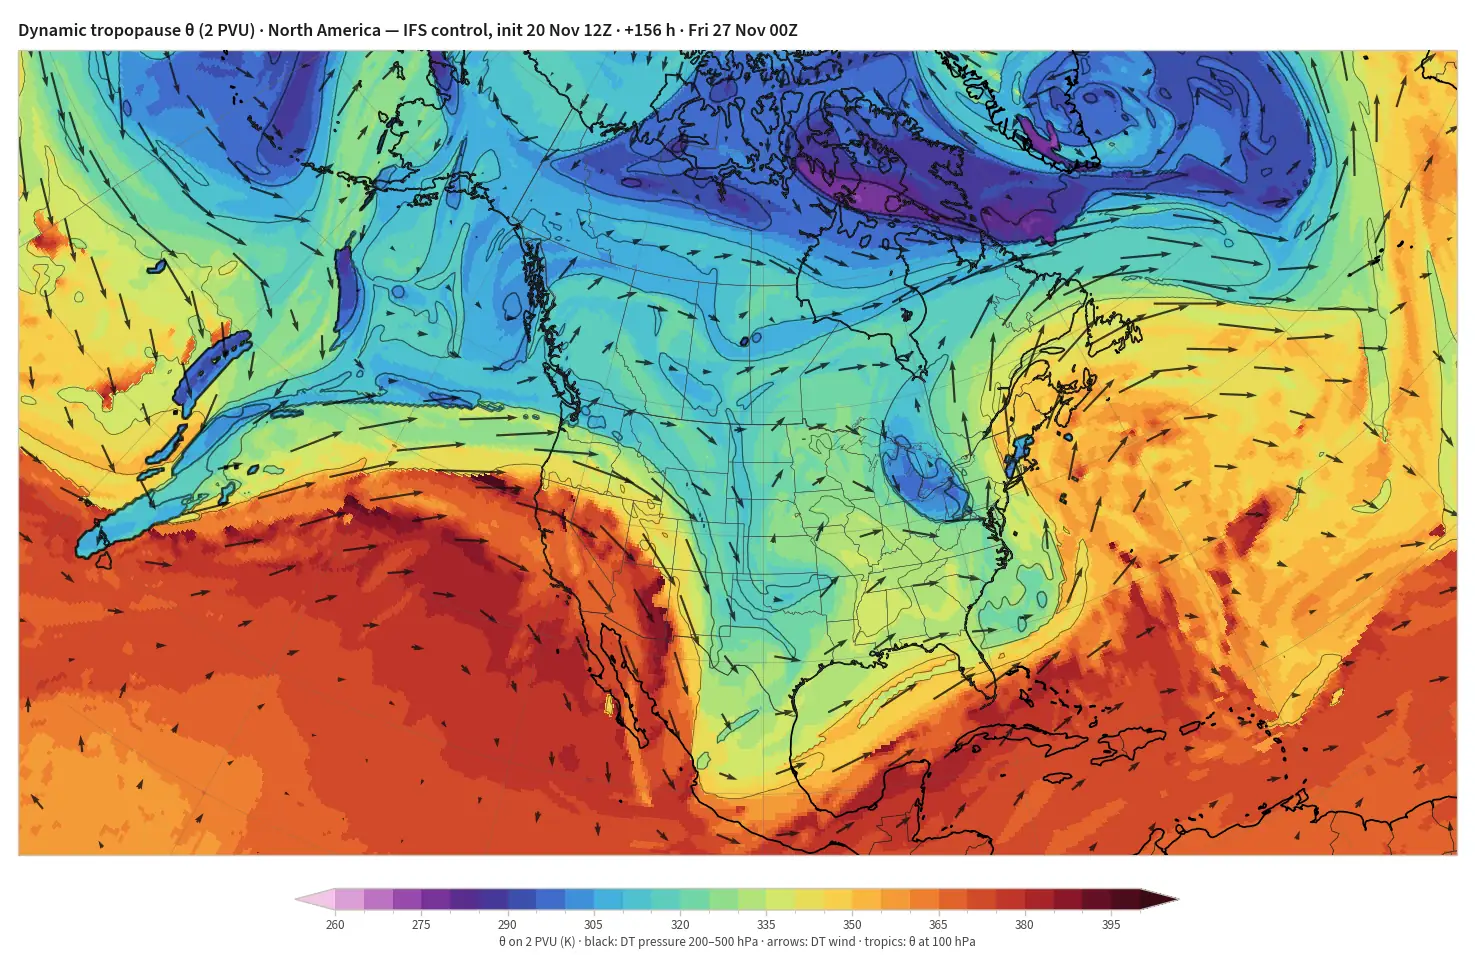 Dynamic tropopause θ (2 PVU) · North America — IFS control, init 20 Nov 12Z · +156 h · Fri 27 Nov 00Z
260 275 290 305 320 335 350 365 380 395
θ on 2 PVU (K) · black: DT pressure 200–500 hPa · arrows: DT wind · tropics: θ at 100 hPa